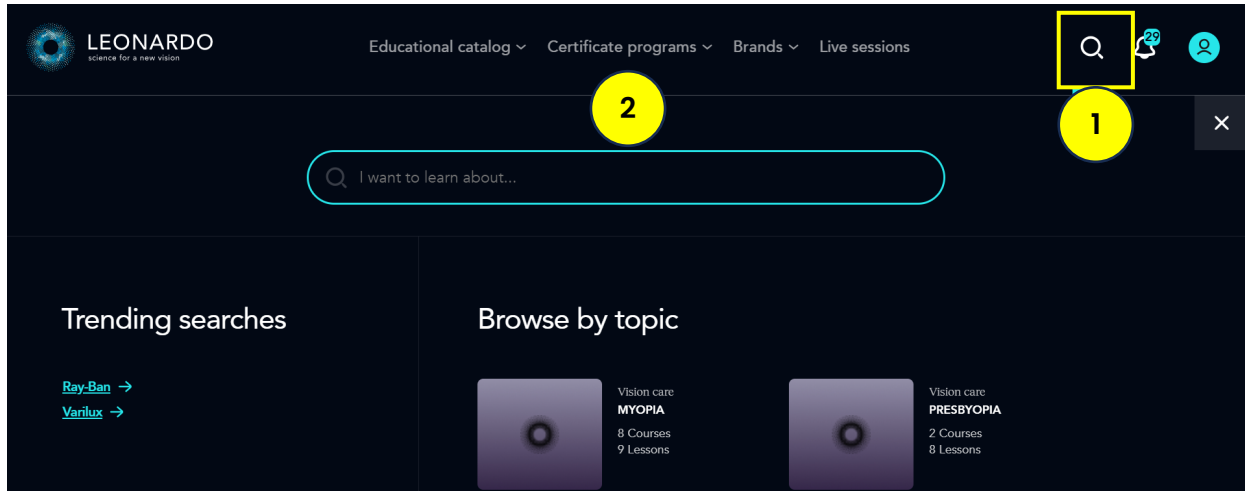 LEONARDO
science for a new vision
Educational catalog Certificate programs Brands Live sessions
29
2
1
I want to learn about...
Trending searches
Ray-Ban →
Varilux →
Browse by topic
Vision care
MYOPIA
8 Courses
9 Lessons
Vision care
PRESBYOPIA
2 Courses
8 Lessons